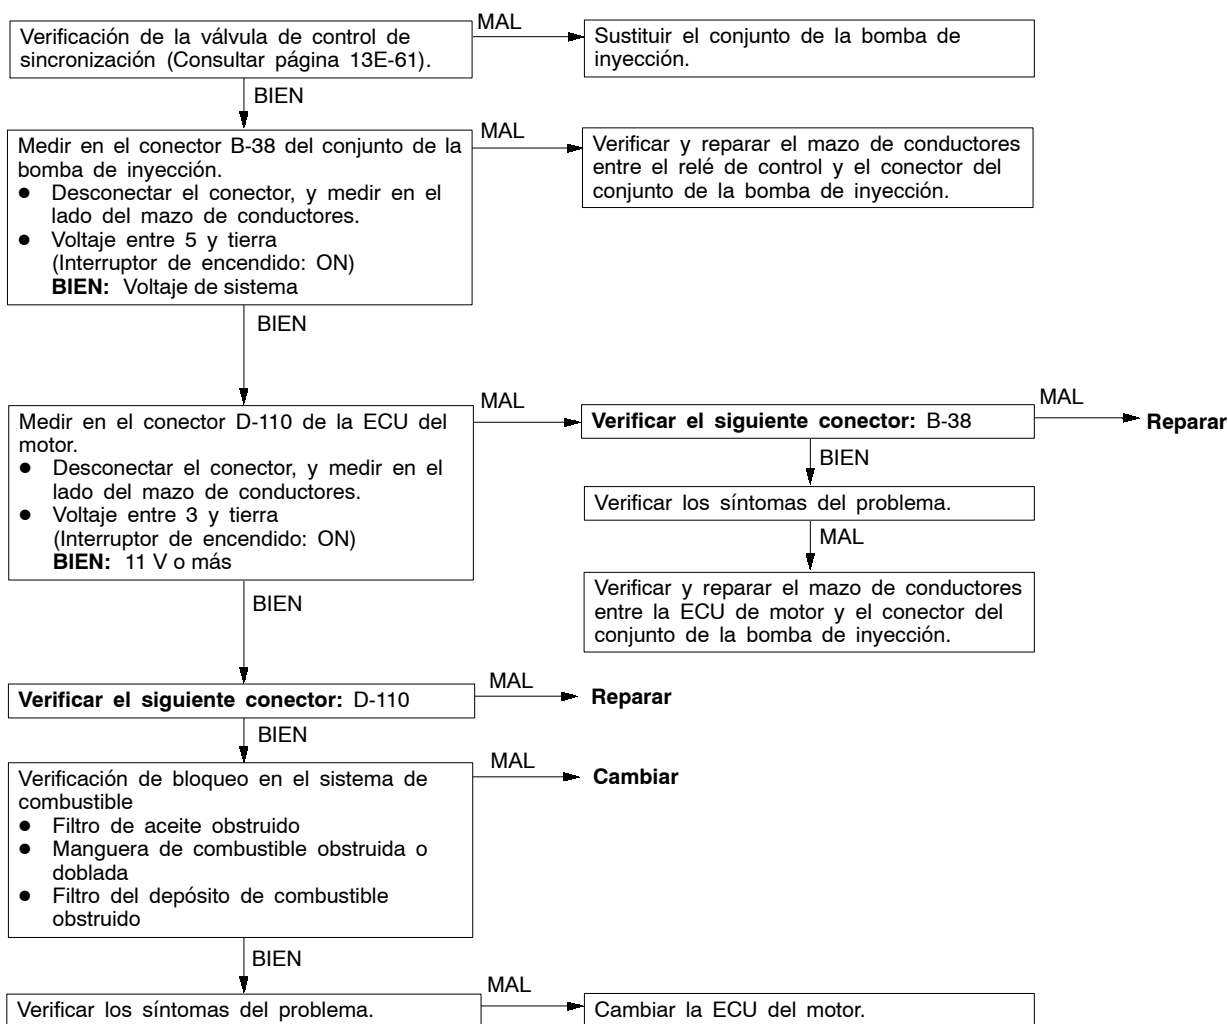 Verificación de la válvula de control de
sincronización (Consultar página 13E-61).
MAL
Sustituir el conjunto de la bomba de
inyección.
BIEN
Medir en el conector B-38 del conjunto de la
bomba de inyección.
● Desconectar el conector, y medir en el
lado del mazo de conductores.
● Voltaje entre 5 y tierra
(Interruptor de encendido: ON)
BIEN: Voltaje de sistema
MAL
Verificar y reparar el mazo de conductores
entre el relé de control y el conector del
conjunto de la bomba de inyección.
BIEN
Medir en el conector D-110 de la ECU del
motor.
● Desconectar el conector, y medir en el
lado del mazo de conductores.
● Voltaje entre 3 y tierra
(Interruptor de encendido: ON)
BIEN: 11 V o más
MAL
Verificar el siguiente conector: B-38
MAL
Reparar
BIEN
Verificar los síntomas del problema.
MAL
Verificar y reparar el mazo de conductores
entre la ECU de motor y el conector del
conjunto de la bomba de inyección.
BIEN
Verificar el siguiente conector: D-110
MAL
Reparar
BIEN
Verificación de bloqueo en el sistema de
combustible
● Filtro de aceite obstruido
● Manguera de combustible obstruida o
doblada
● Filtro del depósito de combustible
obstruido
MAL
Cambiar
BIEN
Verificar los síntomas del problema.
MAL
Cambiar la ECU del motor.